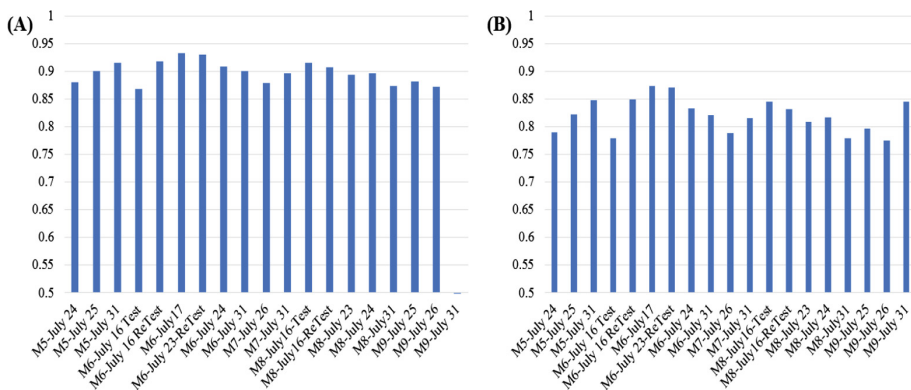 (A)
1
0.95
0.9
0.85
0.8
0.75
0.7
0.65
0.6
0.55
0.5
M5-July 24
M5-July 25
M5-July 31
M6-July 16 Test
M6-July 16 ReTest
M6-July17
M6-July 23-ReTest
M6-July 24
M6-July 31
M7-July 26
M7-July 31
M8-July16-Test
M8-July16-ReTest
M8-July 23
M8-July 24
M8-July31
M9-July 25
M9-July 26
M9-July 31
(B)
1
0.95
0.9
0.85
0.8
0.75
0.7
0.65
0.6
0.55
0.5
M5-July 24
M5-July 25
M5-July 31
M6-July 16 Test
M6-July 16 ReTest
M6-July17
M6-July 23-ReTest
M6-July 24
M6-July 31
M7-July 26
M7-July 31
M8-July16-Test
M8-July16-ReTest
M8-July 23
M8-July 24
M8-July31
M9-July 25
M9-July 26
M9-July 31